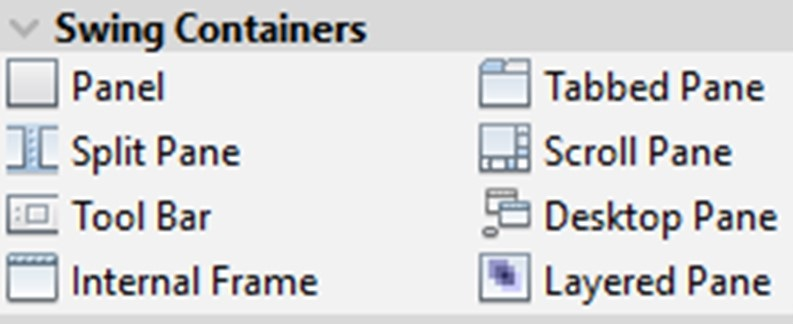 Swing Containers
Panel
Tabbed Pane
Split Pane
Scroll Pane
Tool Bar
Desktop Pane
Internal Frame
Layered Pane